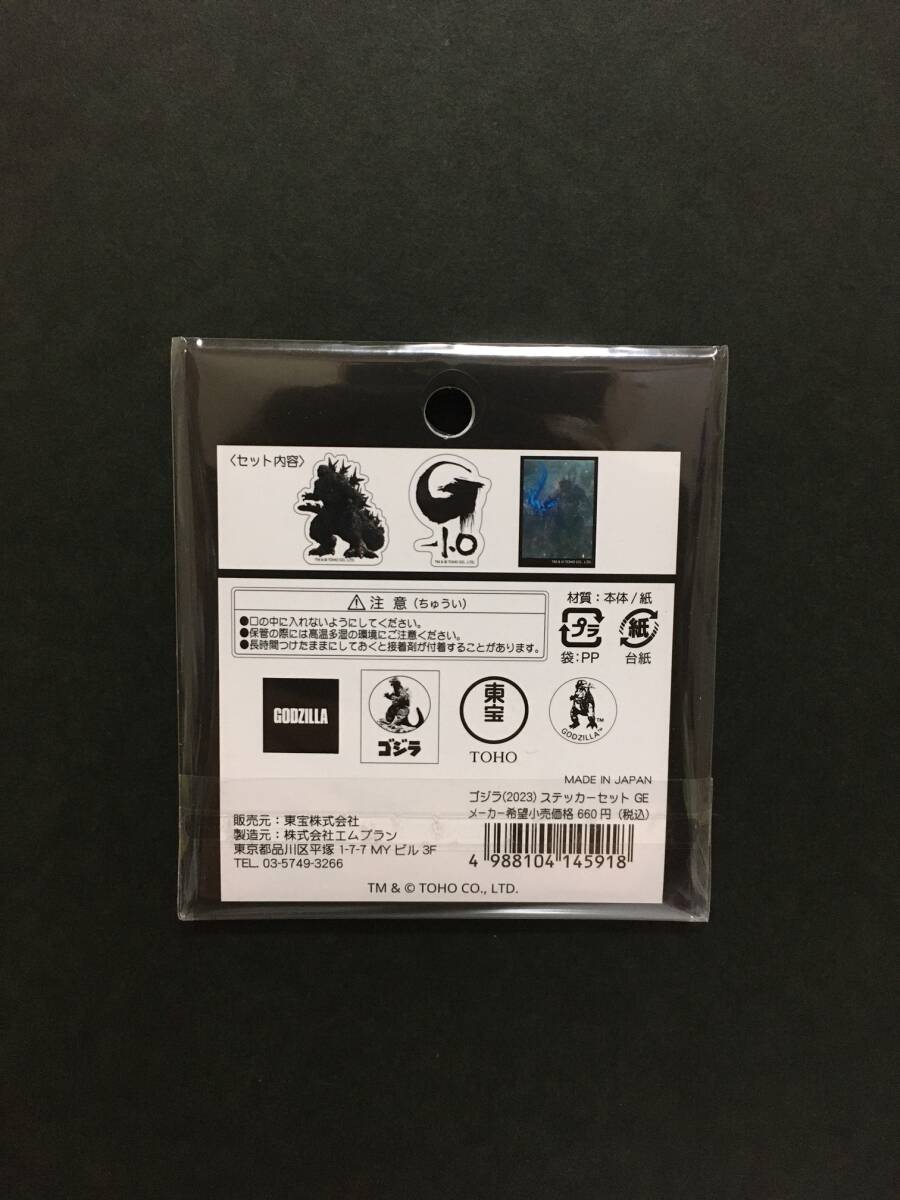 〈セット内容〉
G
-1.0
TM & © TOHO CO., LTD.
TM & © TOHO CO., LTD.
TM & © TOHO CO., LTD.
⚠注 意(ちゅうい)
●口の中に入れないようにしてください。
●保管の際には高温多湿の環境にご注意ください。
●長時間つけたままにしておくと接着剤が付着することがあります。
材質:本体/紙
プラ
紙
袋:PP
台紙
GODZILLA
ゴジラ
東宝
TOHO
GODZILLA™
TM
MADE IN JAPAN
ゴジラ(2023) ステッカーセット GE
メーカー希望小売価格 660円(税込)
販売元:東宝株式会社
製造元:株式会社エムプラン
東京都品川区平塚 1-7-7 MY ビル 3F
TEL. 03-5749-3266
4 988104 145918
TM & © TOHO CO., LTD.